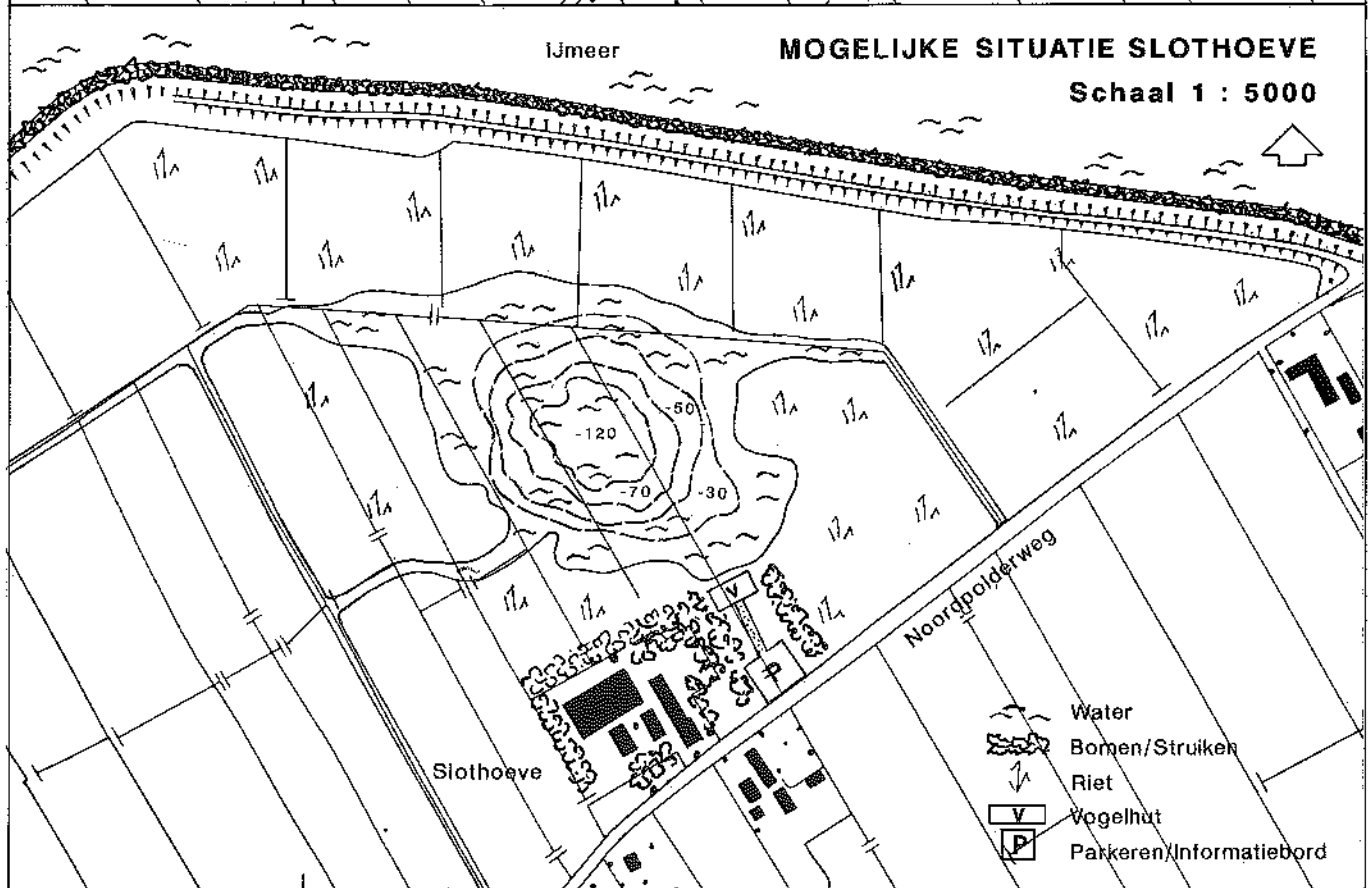 IJmeer
MOGELIJKE SITUATIE SLOTHOEVE
Schaal 1 : 5000
-50
-120
-70
-30
V
P
Noordpolderweg
Slothoeve
Water
Bomen/Struiken
Riet
V Vogelhut
P Parkeren/Informatiebord